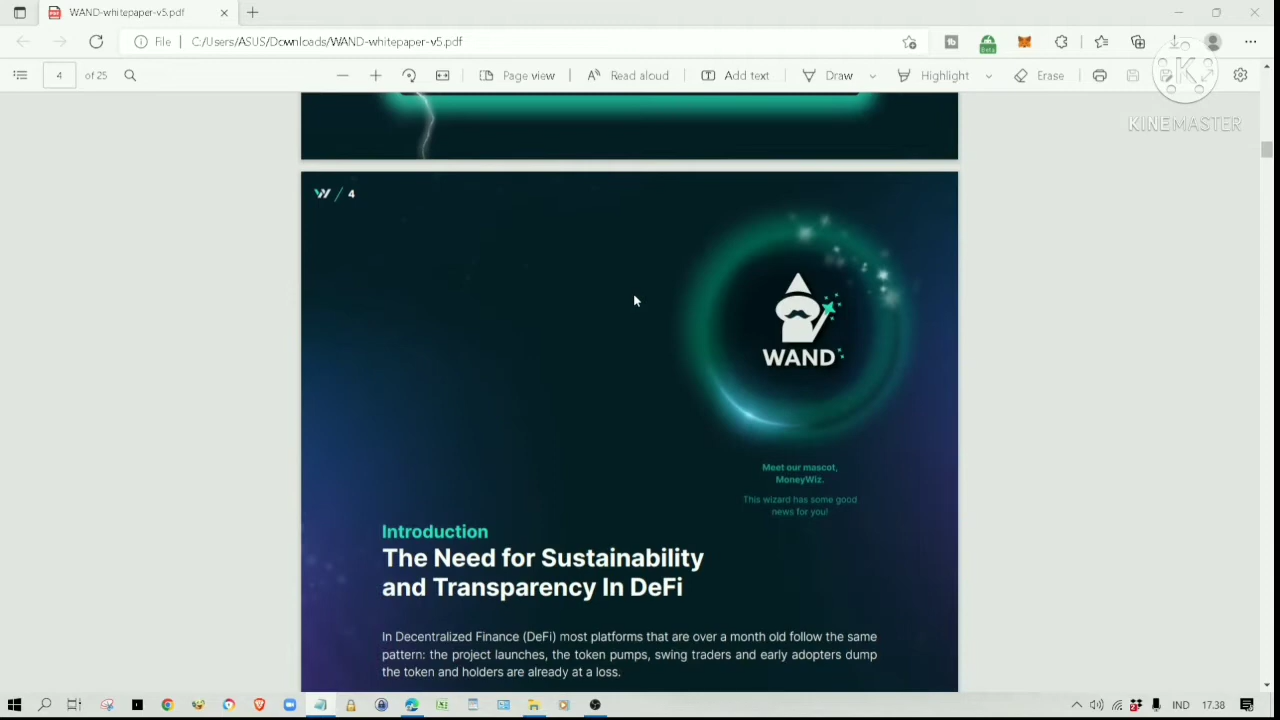 WAND-whitepaper-v5.pdf
File | C:/Users/ASUS/Downloads/WAND-whitepaper-v5.pdf
4 of 25
Page view
Read aloud
Add text
Draw
Highlight
Erase
K
KINEMASTER
W / 4
WAND
Meet our mascot,
MoneyWiz.
This wizard has some good
news for you!
Introduction
The Need for Sustainability
and Transparency In DeFi
In Decentralized Finance (DeFi) most platforms that are over a month old follow the same
pattern: the project launches, the token pumps, swing traders and early adopters dump
the token and holders are already at a loss.
IND
17.38